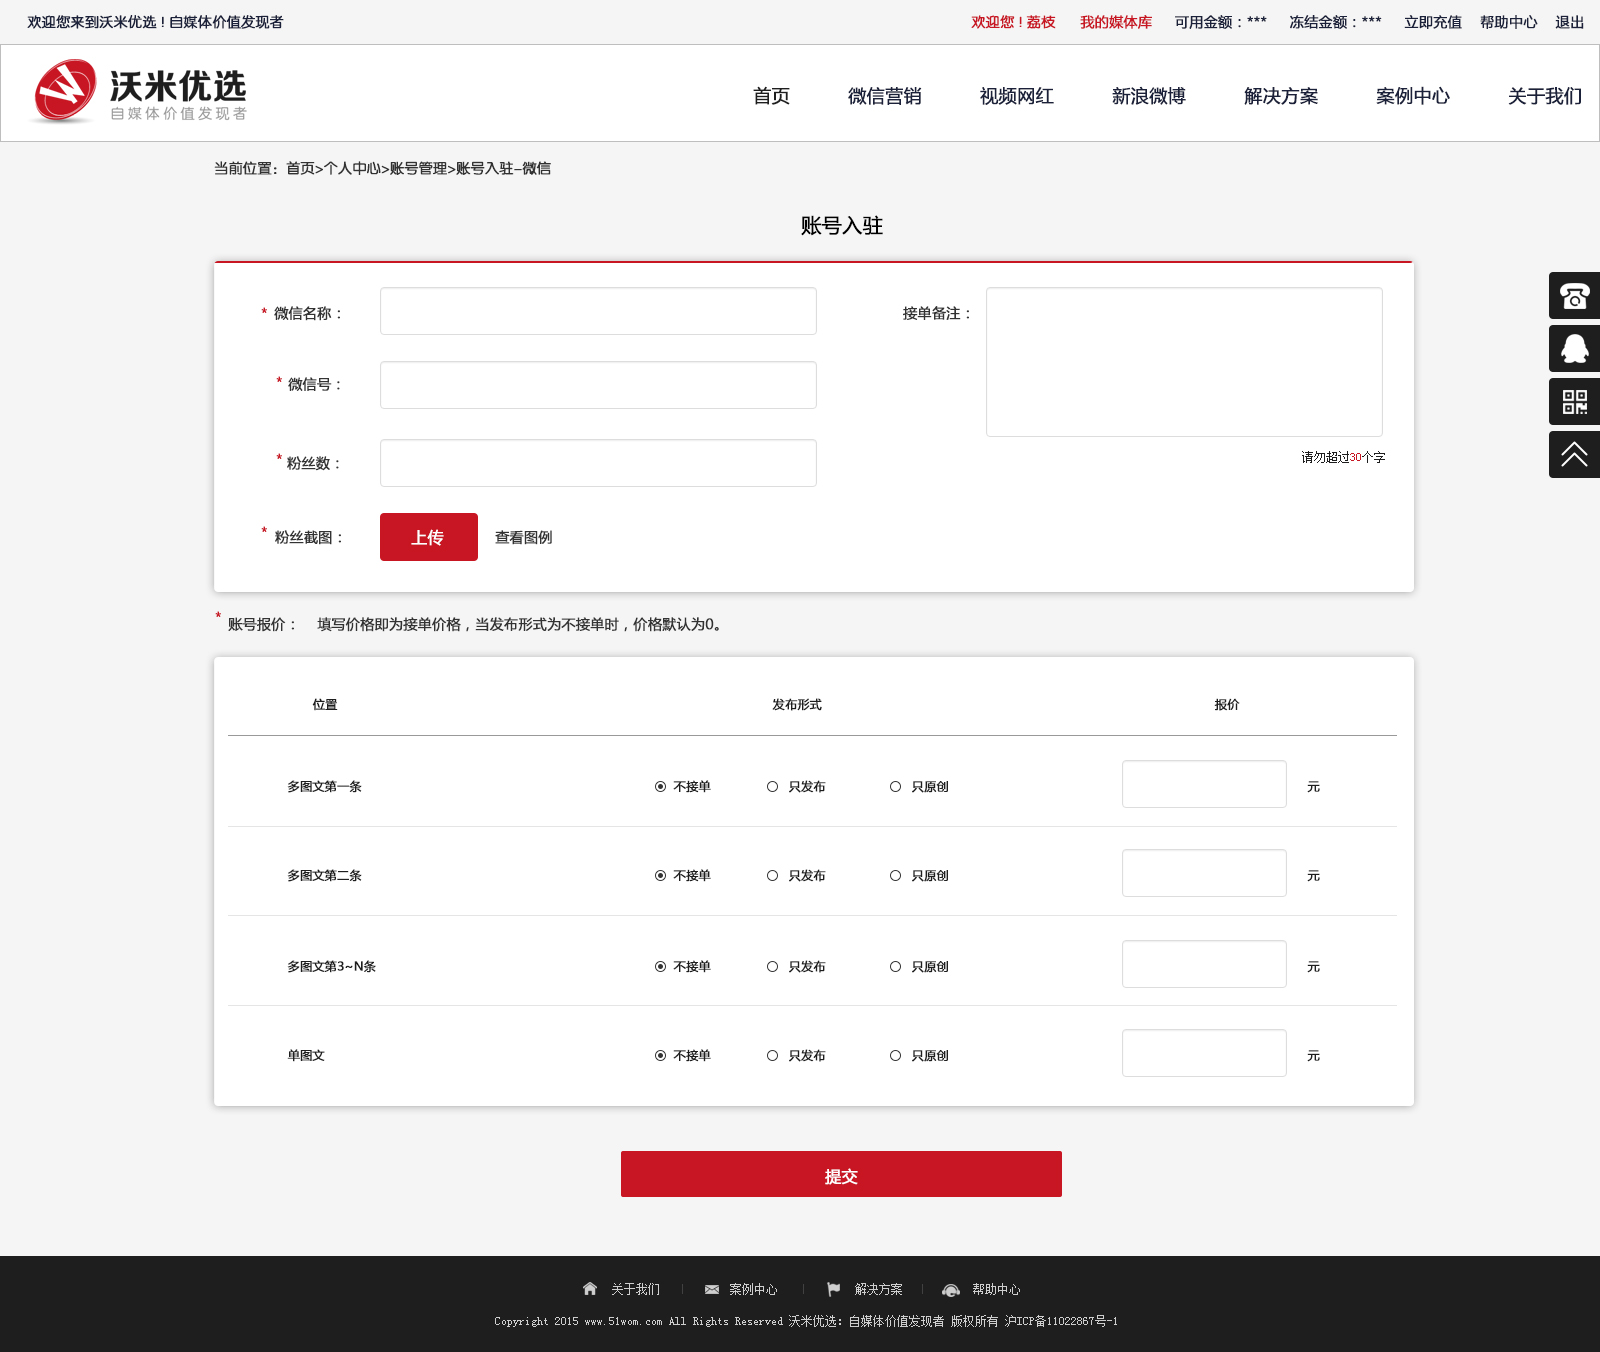 欢迎您来到沃米优选！自媒体价值发现者 欢迎您！荔枝 我的媒体库 可用金额：*** 冻结金额：*** 立即充值 帮助中心 退出
沃米优选
自媒体价值发现者
首页 微信营销 视频网红 新浪微博 解决方案 案例中心 关于我们
当前位置：首页>个人中心>账号管理>账号入驻-微信
账号入驻
* 微信名称： 接单备注：
* 微信号：
* 粉丝数：
请勿超过30个字
* 粉丝截图： 上传 查看图例
* 账号报价： 填写价格即为接单价格，当发布形式为不接单时，价格默认为0。
位置 发布形式 报价
多图文第一条 不接单 只发布 只原创 元
多图文第二条 不接单 只发布 只原创 元
多图文第3~N条 不接单 只发布 只原创 元
单图文 不接单 只发布 只原创 元
提交
关于我们 案例中心 解决方案 帮助中心
Copyright 2015 www.51wom.com All Rights Reserved 沃米优选：自媒体价值发现者 版权所有 沪ICP备11022867号-1